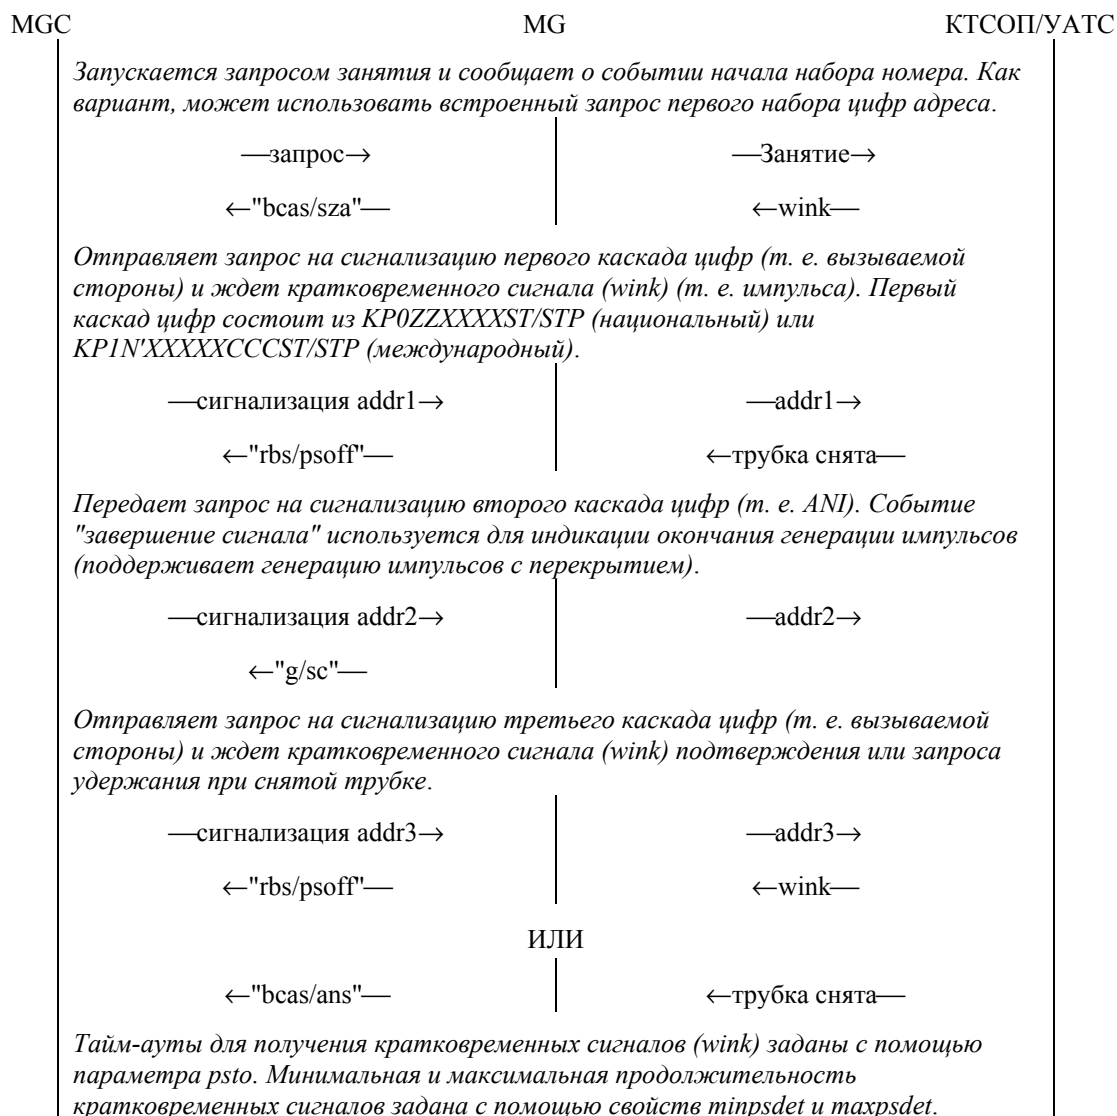 MGC MG КТСОП/УАТС
Запускается запросом занятия и сообщает о событии начала набора номера. Как
вариант, может использовать встроенный запрос первого набора цифр адреса.
—запрос→ —Занятие→
←"bcas/sza"— ←wink—
Отправляет запрос на сигнализацию первого каскада цифр (т. е. вызываемой
стороны) и ждет кратковременного сигнала (wink) (т. е. импульса). Первый
каскад цифр состоит из KP0ZZXXXXST/STP (национальный) или
KP1N'XXXXXCCCST/STP (международный).
—сигнализация addr1→ —addr1→
←"rbs/psoff"— ←трубка снята—
Передает запрос на сигнализацию второго каскада цифр (т. е. ANI). Событие
"завершение сигнала" используется для индикации окончания генерации импульсов
(поддерживает генерацию импульсов с перекрытием).
—сигнализация addr2→ —addr2→
←"g/sc"—
Отправляет запрос на сигнализацию третьего каскада цифр (т. е. вызываемой
стороны) и ждет кратковременного сигнала (wink) подтверждения или запроса
удержания при снятой трубке.
—сигнализация addr3→ —addr3→
←"rbs/psoff"— ←wink—
ИЛИ
←"bcas/ans"— ←трубка снята—
Тайм-ауты для получения кратковременных сигналов (wink) заданы с помощью
параметра psto. Минимальная и максимальная продолжительность
кратковременных сигналов задана с помощью свойств minpsdet и maxpsdet.